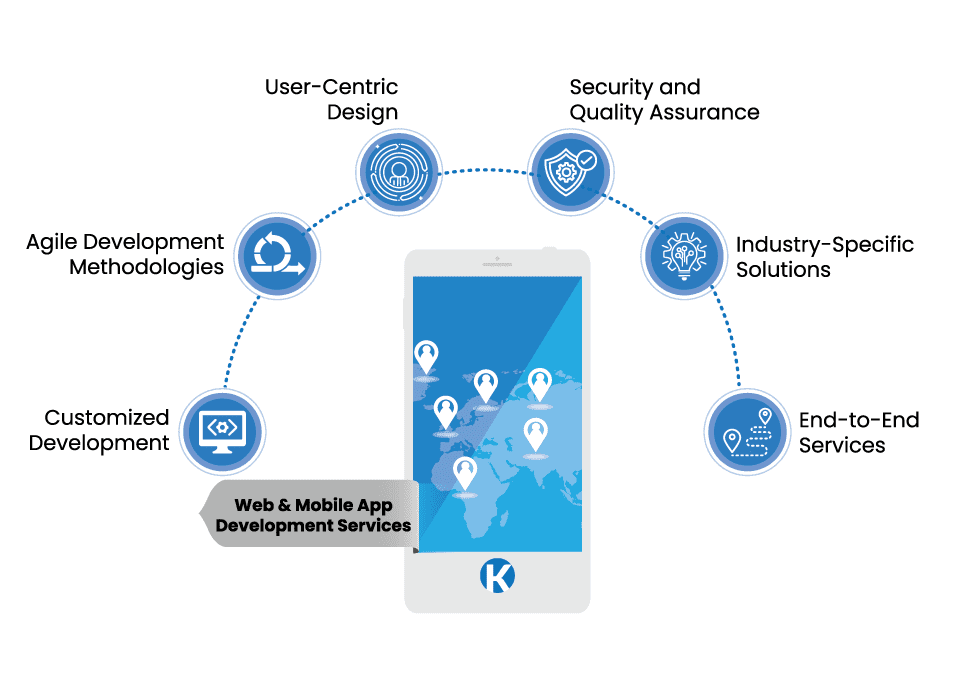 User-Centric
Design
Security and
Quality Assurance
Agile Development
Methodologies
Industry-Specific
Solutions
Customized
Development
End-to-End
Services
Web & Mobile App
Development Services
K